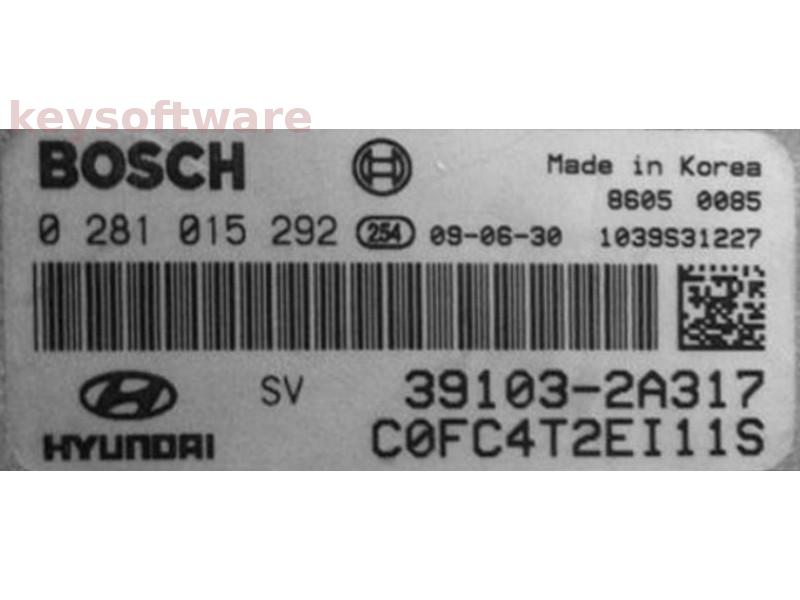 keysoftware
BOSCH
Made in Korea
8605 0085
0 281 015 292 254 09-06-30 1039S31227
SV 39103-2A317
HYUNDAI C0FC4T2EI11S